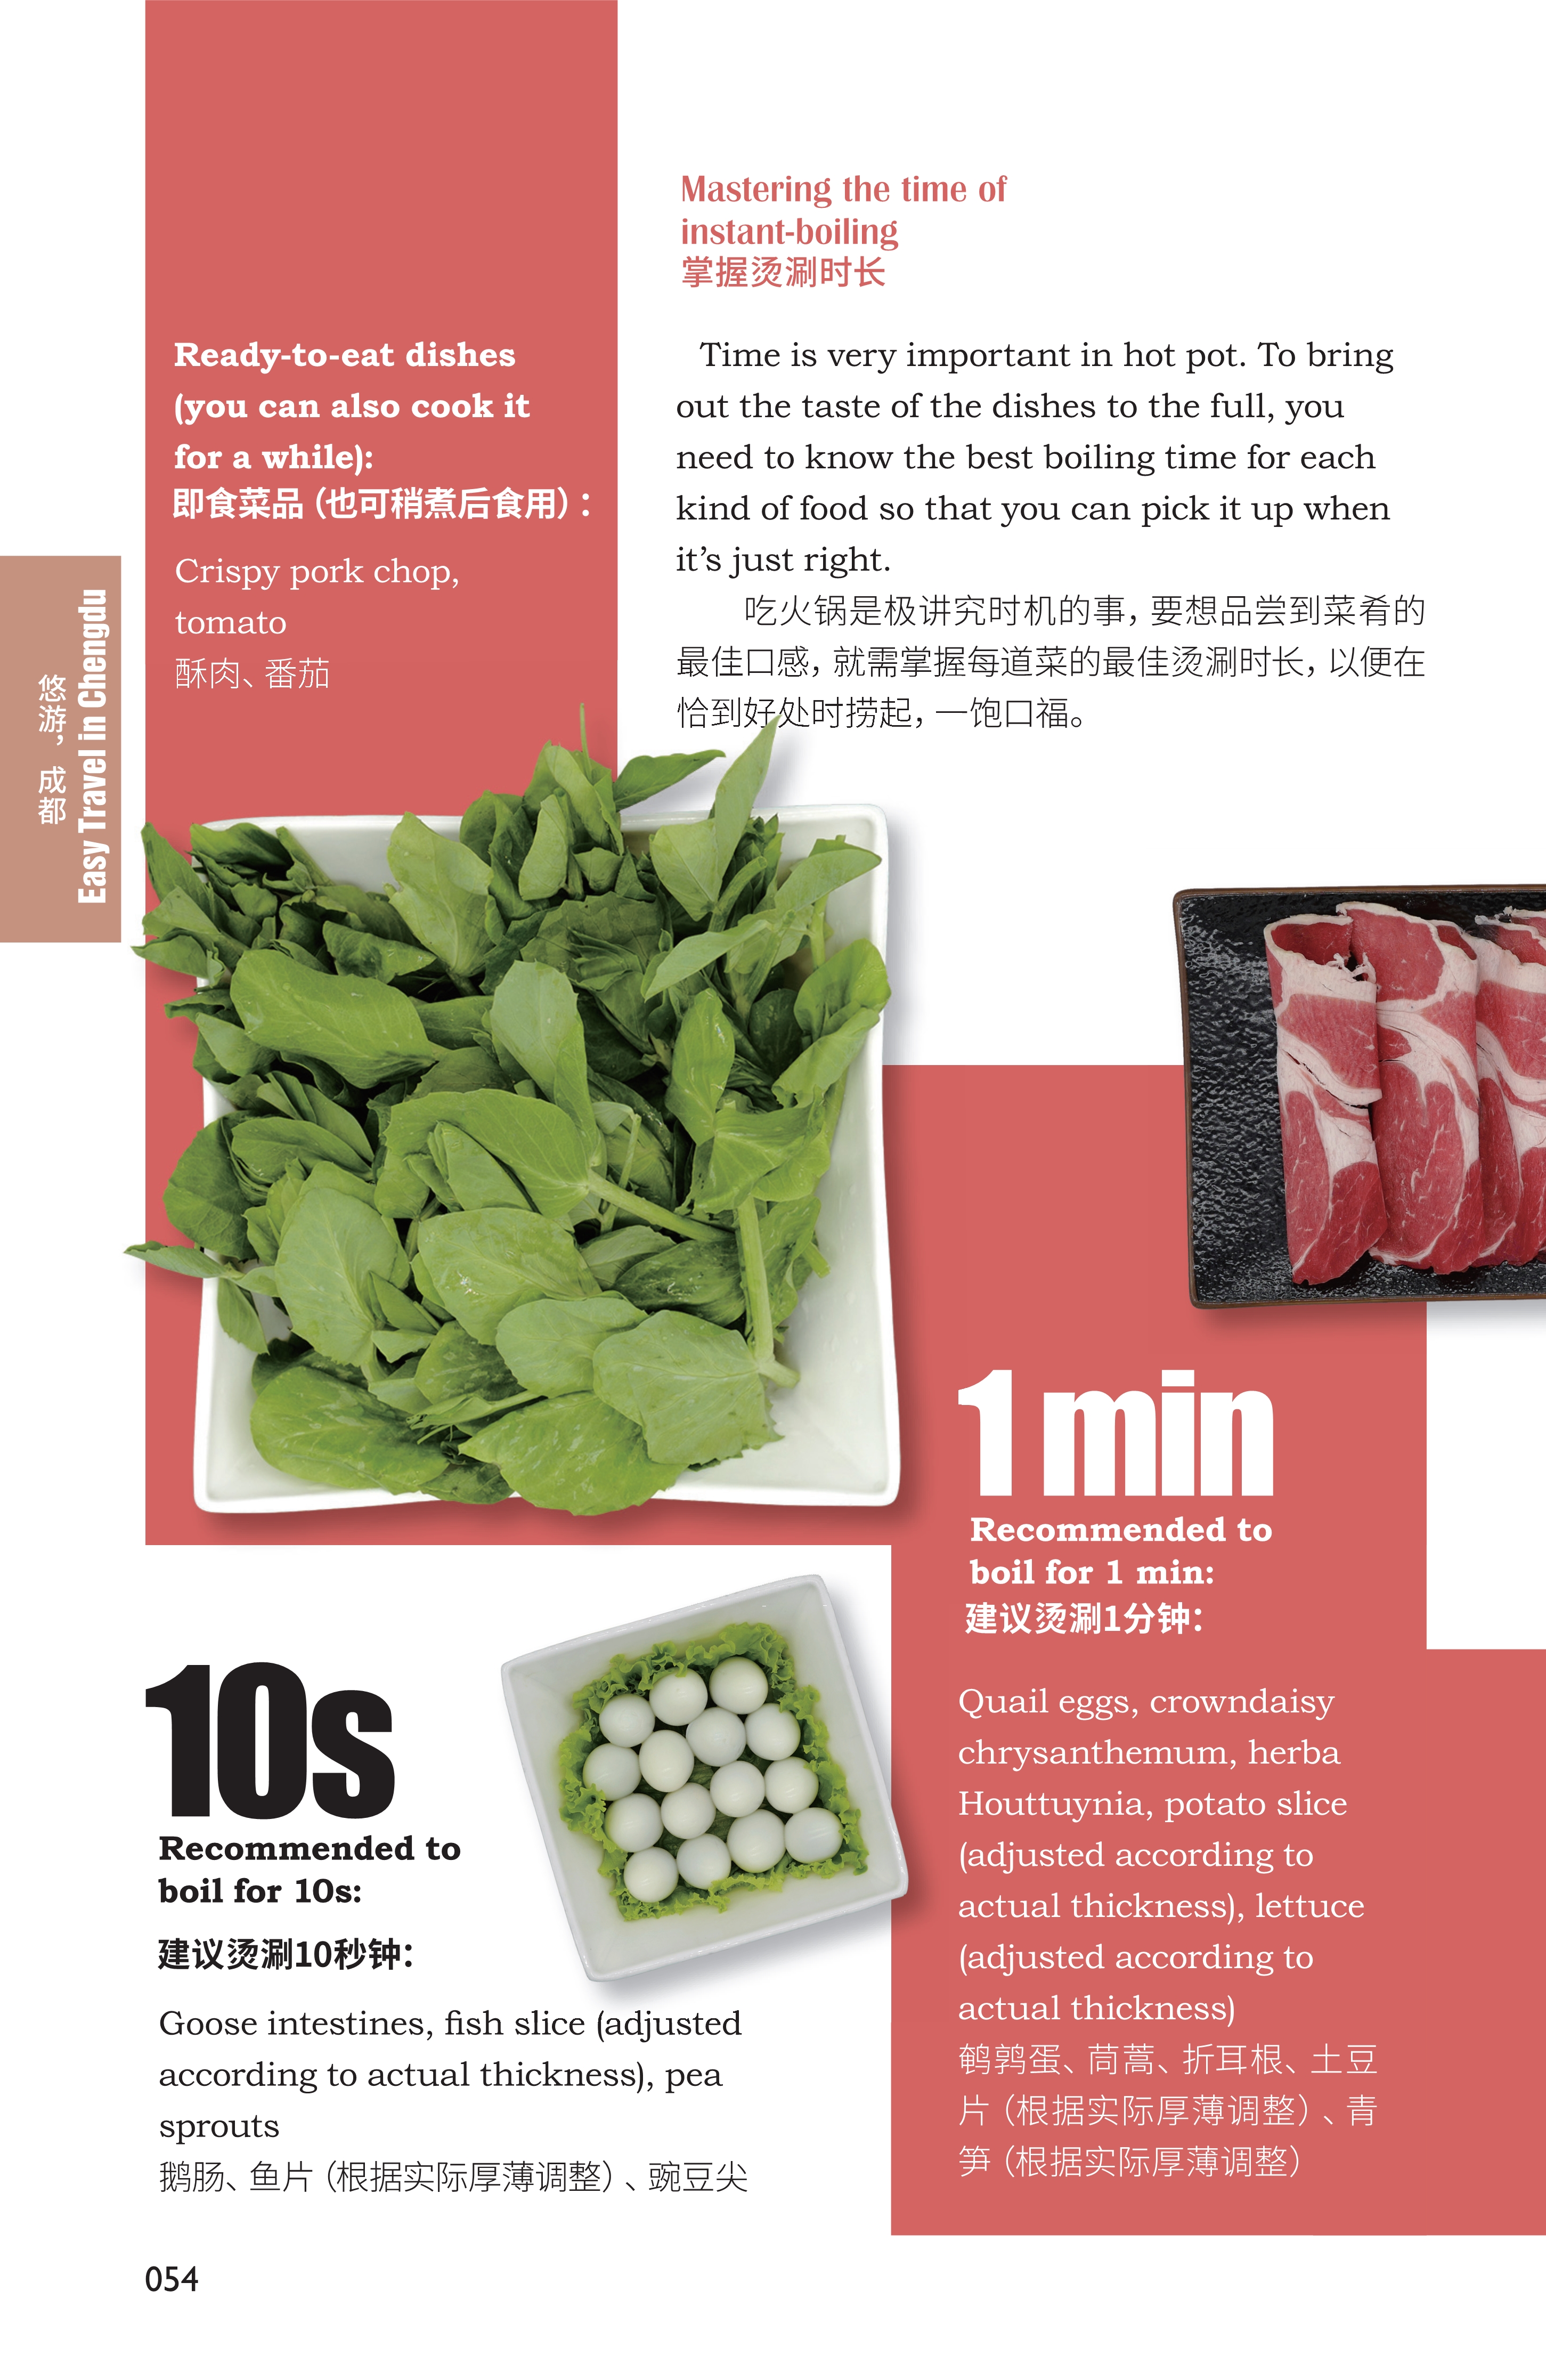 Mastering the time of
instant-boiling
掌握烫涮时长
Time is very important in hot pot. To bring
out the taste of the dishes to the full, you
need to know the best boiling time for each
kind of food so that you can pick it up when
it’s just right.
吃火锅是极讲究时机的事，要想品尝到菜肴的
最佳口感，就需掌握每道菜的最佳烫涮时长，以便在
恰到好处时捞起，一饱口福。
Ready-to-eat dishes
(you can also cook it
for a while):
即食菜品（也可稍煮后食用）：
Crispy pork chop,
tomato
酥肉、番茄
Easy Travel in Chengdu
悠游，成都
10s
Recommended to
boil for 10s:
建议烫涮10秒钟：
Goose intestines, fish slice (adjusted
according to actual thickness), pea
sprouts
鹅肠、鱼片（根据实际厚薄调整）、豌豆尖
1 min
Recommended to
boil for 1 min:
建议烫涮1分钟：
Quail eggs, crowndaisy
chrysanthemum, herba
Houttuynia, potato slice
(adjusted according to
actual thickness), lettuce
(adjusted according to
actual thickness)
鹌鹑蛋、茼蒿、折耳根、土豆
片（根据实际厚薄调整）、青
笋（根据实际厚薄调整）
054